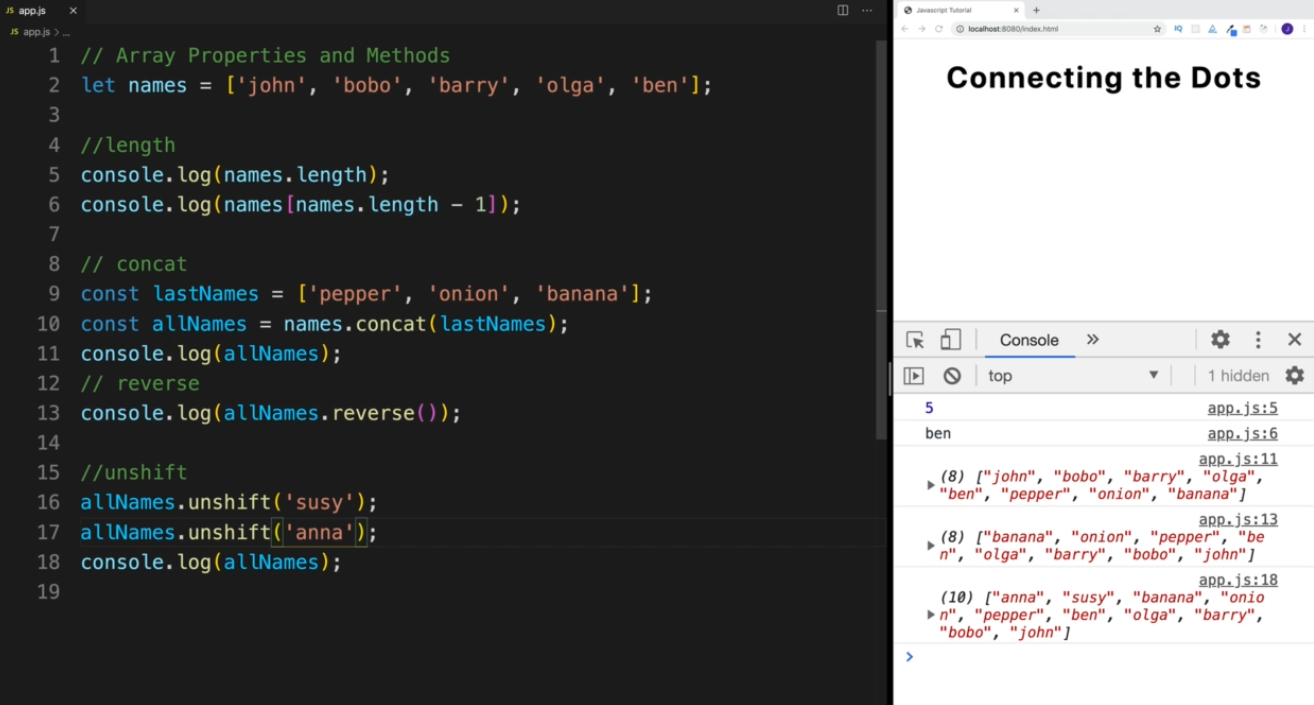 JS app.js ×
JS app.js > ...
1 // Array Properties and Methods
2 let names = ['john', 'bobo', 'barry', 'olga', 'ben'];
3
4 //length
5 console.log(names.length);
6 console.log(names[names.length - 1]);
7
8 // concat
9 const lastNames = ['pepper', 'onion', 'banana'];
10 const allNames = names.concat(lastNames);
11 console.log(allNames);
12 // reverse
13 console.log(allNames.reverse());
14
15 //unshift
16 allNames.unshift('susy');
17 allNames.unshift('anna');
18 console.log(allNames);
19
Javascript Tutorial
localhost:8080/index.html
IQ
J
Connecting the Dots
Console
top
1 hidden
5 app.js:5
ben app.js:6
app.js:11
(8) ["john", "bobo", "barry", "olga",
"ben", "pepper", "onion", "banana"]
app.js:13
(8) ["banana", "onion", "pepper", "be
n", "olga", "barry", "bobo", "john"]
app.js:18
(10) ["anna", "susy", "banana", "onio
n", "pepper", "ben", "olga", "barry",
"bobo", "john"]
>